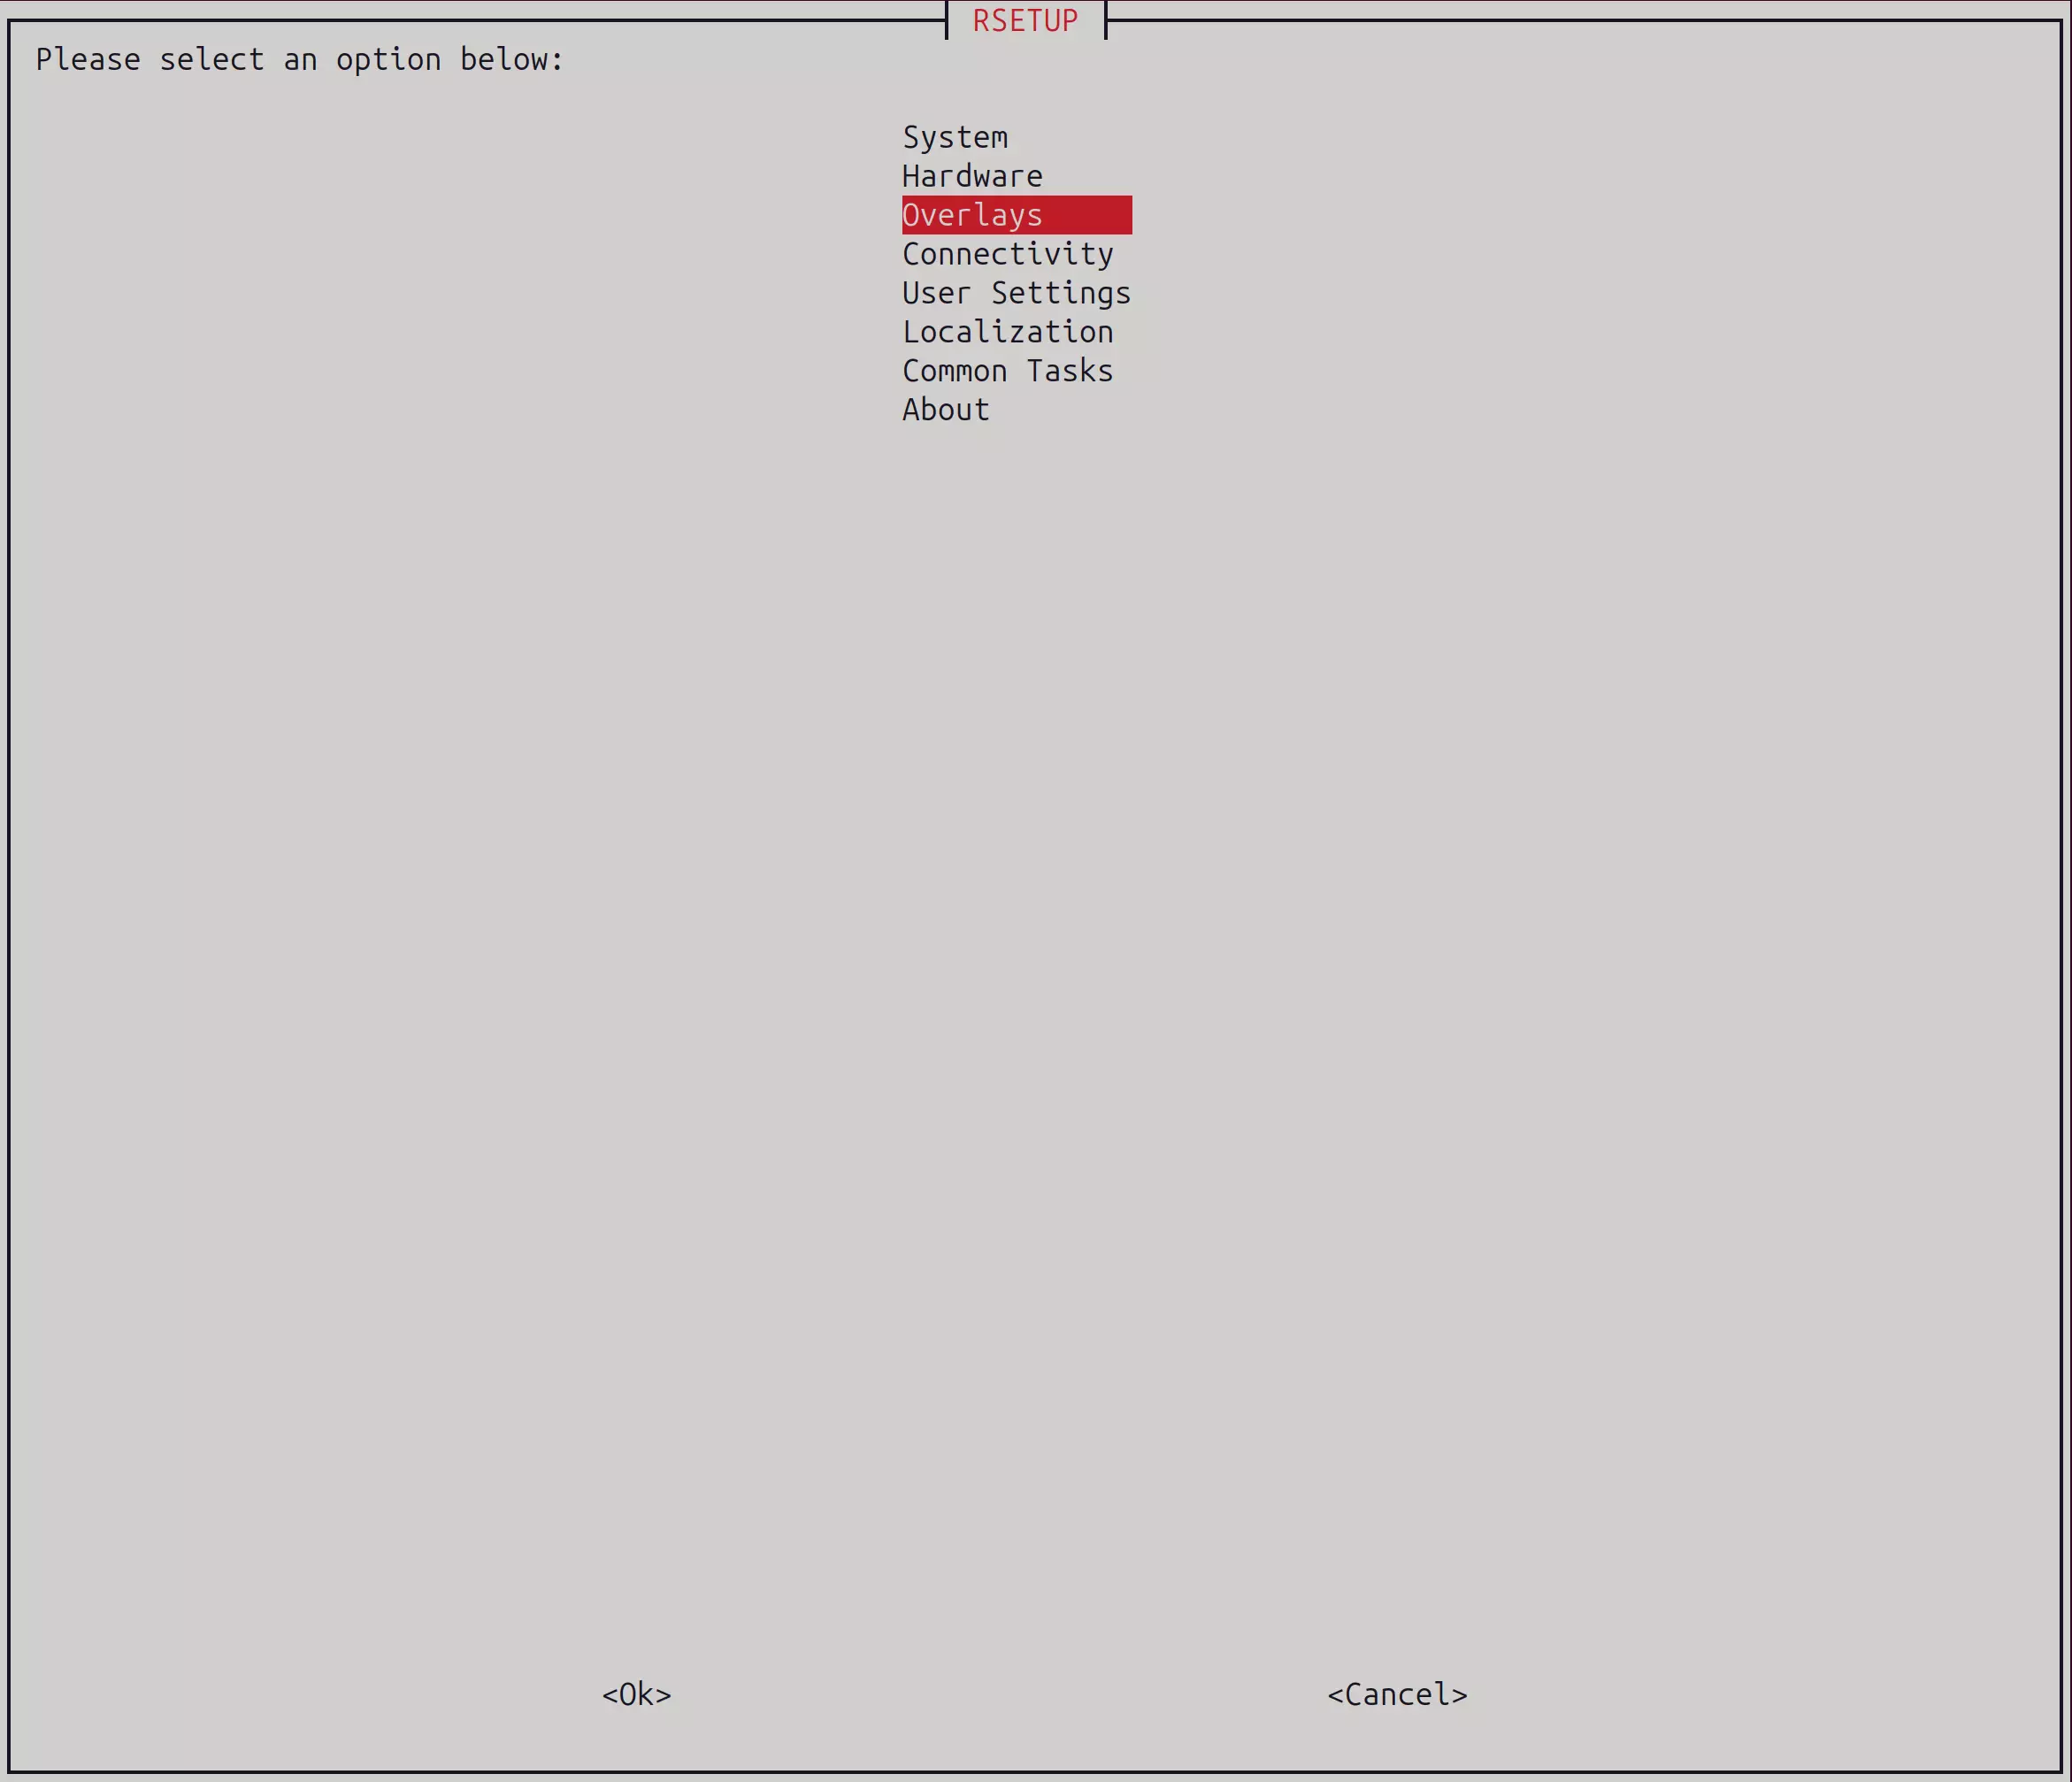 RSETUP
Please select an option below:
System
Hardware
Overlays
Connectivity
User Settings
Localization
Common Tasks
About
<Ok> <Cancel>